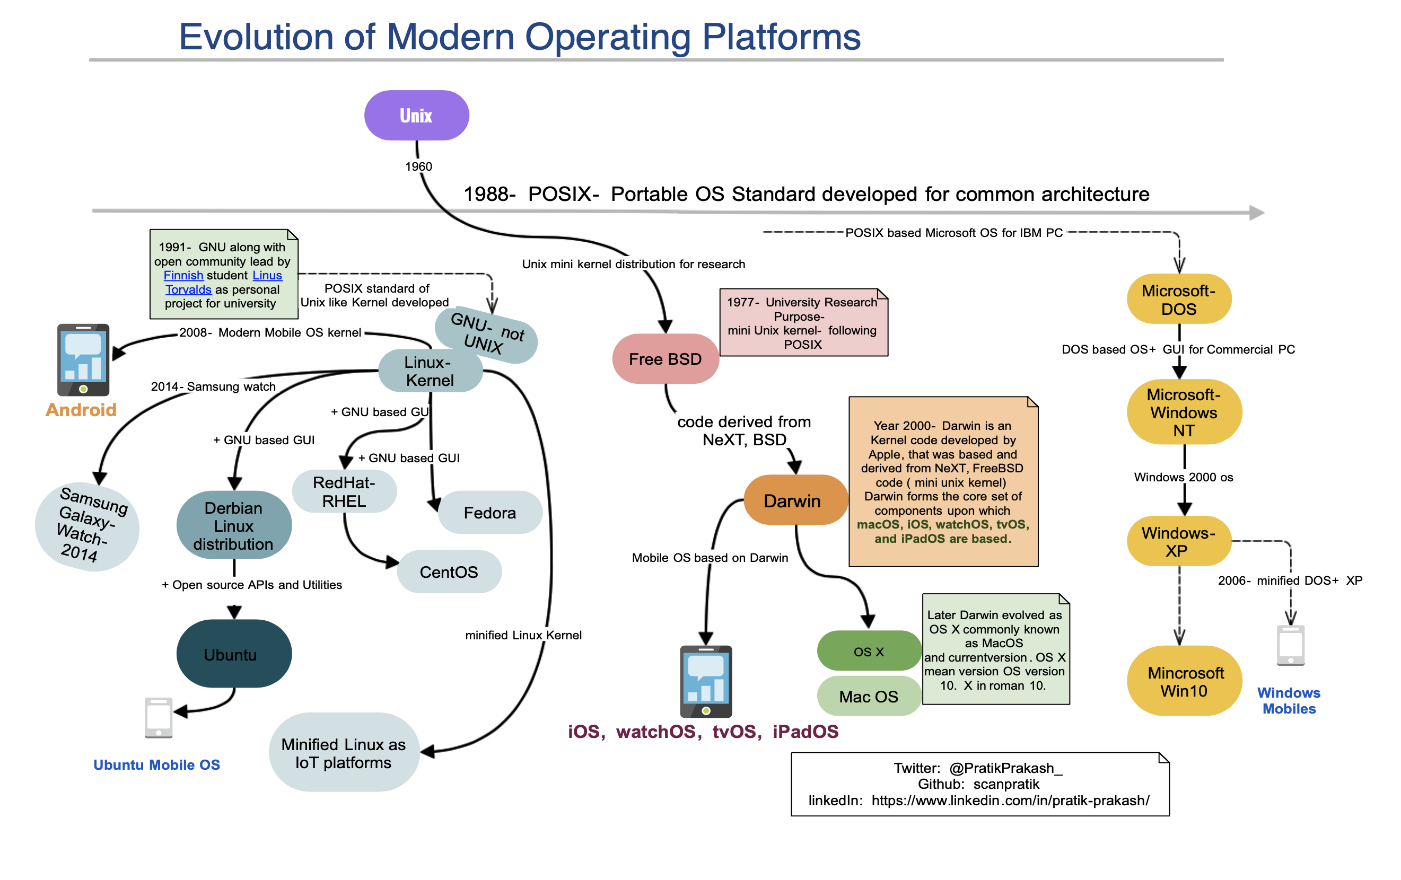 Evolution of Modern Operating Platforms
Unix
1960
1988- POSIX- Portable OS Standard developed for common architecture
1991- GNU along with
open community lead by
Finnish student Linus
Torvalds as personal
project for university
POSIX standard of
Unix like Kernel developed
GNU- not
UNIX
Linux-
Kernel
2008- Modern Mobile OS kernel
Android
2014- Samsung watch
Samsung
Galaxy-
Watch-
2014
+ GNU based GUI
Derbian
Linux
distribution
+ Open source APIs and Utilities
Ubuntu
Ubuntu Mobile OS
+ GNU based GUI
RedHat-
RHEL
CentOS
+ GNU based GUI
Fedora
minified Linux Kernel
Minified Linux as
IoT platforms
Unix mini kernel distribution for research
1977- University Research
Purpose-
mini Unix kernel- following
POSIX
Free BSD
code derived from
NeXT, BSD
Darwin
Year 2000- Darwin is an
Kernel code developed by
Apple, that was based and
derived from NeXT, FreeBSD
code ( mini unix kernel)
Darwin forms the core set of
components upon which
macOS, iOS, watchOS, tvOS,
and iPadOS are based.
Mobile OS based on Darwin
iOS, watchOS, tvOS, iPadOS
OS X
Mac OS
Later Darwin evolved as
OS X commonly known
as MacOS
and currentversion. OS X
mean version OS version
10. X in roman 10.
POSIX based Microsoft OS for IBM PC
Microsoft-
DOS
DOS based OS+ GUI for Commercial PC
Microsoft-
Windows
NT
Windows 2000 os
Windows-
XP
2006- minified DOS+ XP
Mincrosoft
Win10
Windows
Mobiles
Twitter: @PratikPrakash_
Github: scanpratik
linkedIn: https://www.linkedin.com/in/pratik-prakash/